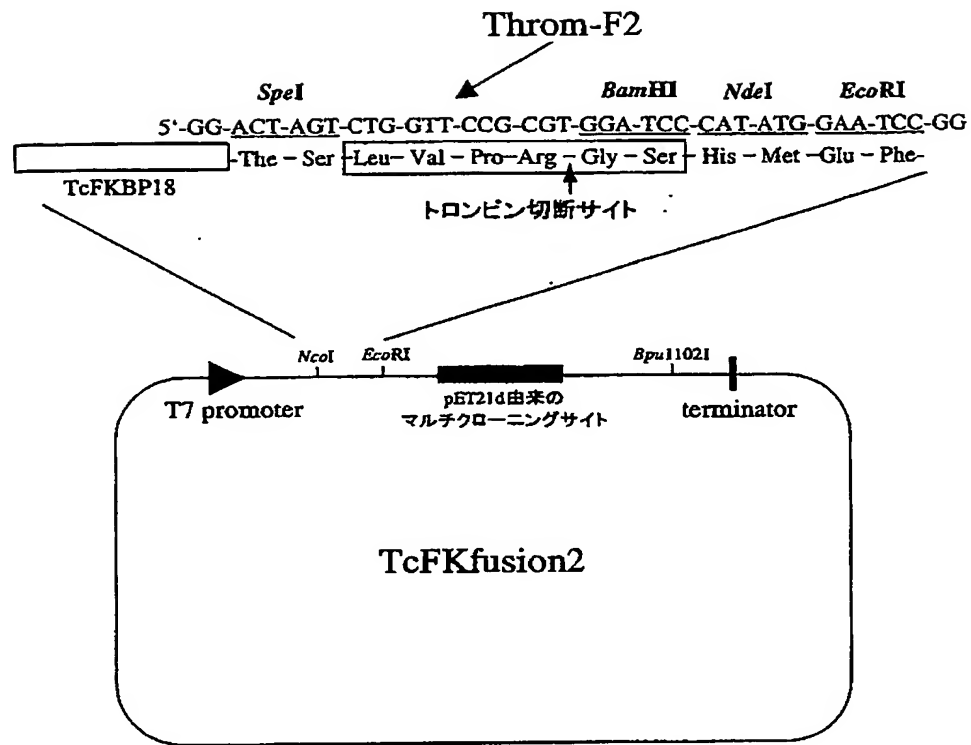 Throm-F2
SpeI BamHI NdeI EcoRI
5'-GG-ACT-AGT-CTG-GTT-CCG-CGT-GGA-TCC-CAT-ATG-GAA-TCC-GG
-The-Ser-Leu-Val-Pro-Arg-Gly-Ser-His-Met-Glu-Phe-
TcFKBP18
トロンビン切断サイト
NcoI EcoRI Bpu1102I
T7 promoter
pET21d由来の
マルチクローニングサイト
terminator
TcFKfusion2